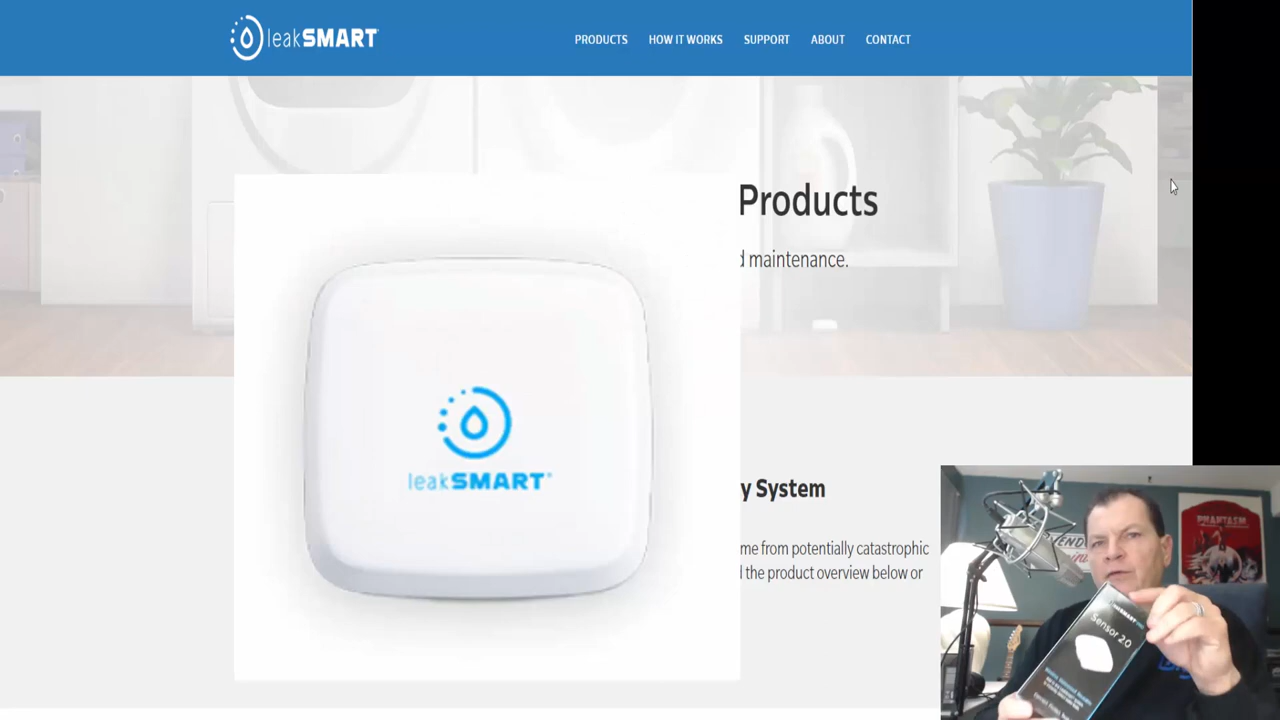 leakSMART
PRODUCTS HOW IT WORKS SUPPORT ABOUT CONTACT
Products
d maintenance.
leakSMART
y System
me from potentially catastrophic
the product overview below or
PHANTASM
Sensor 2.0